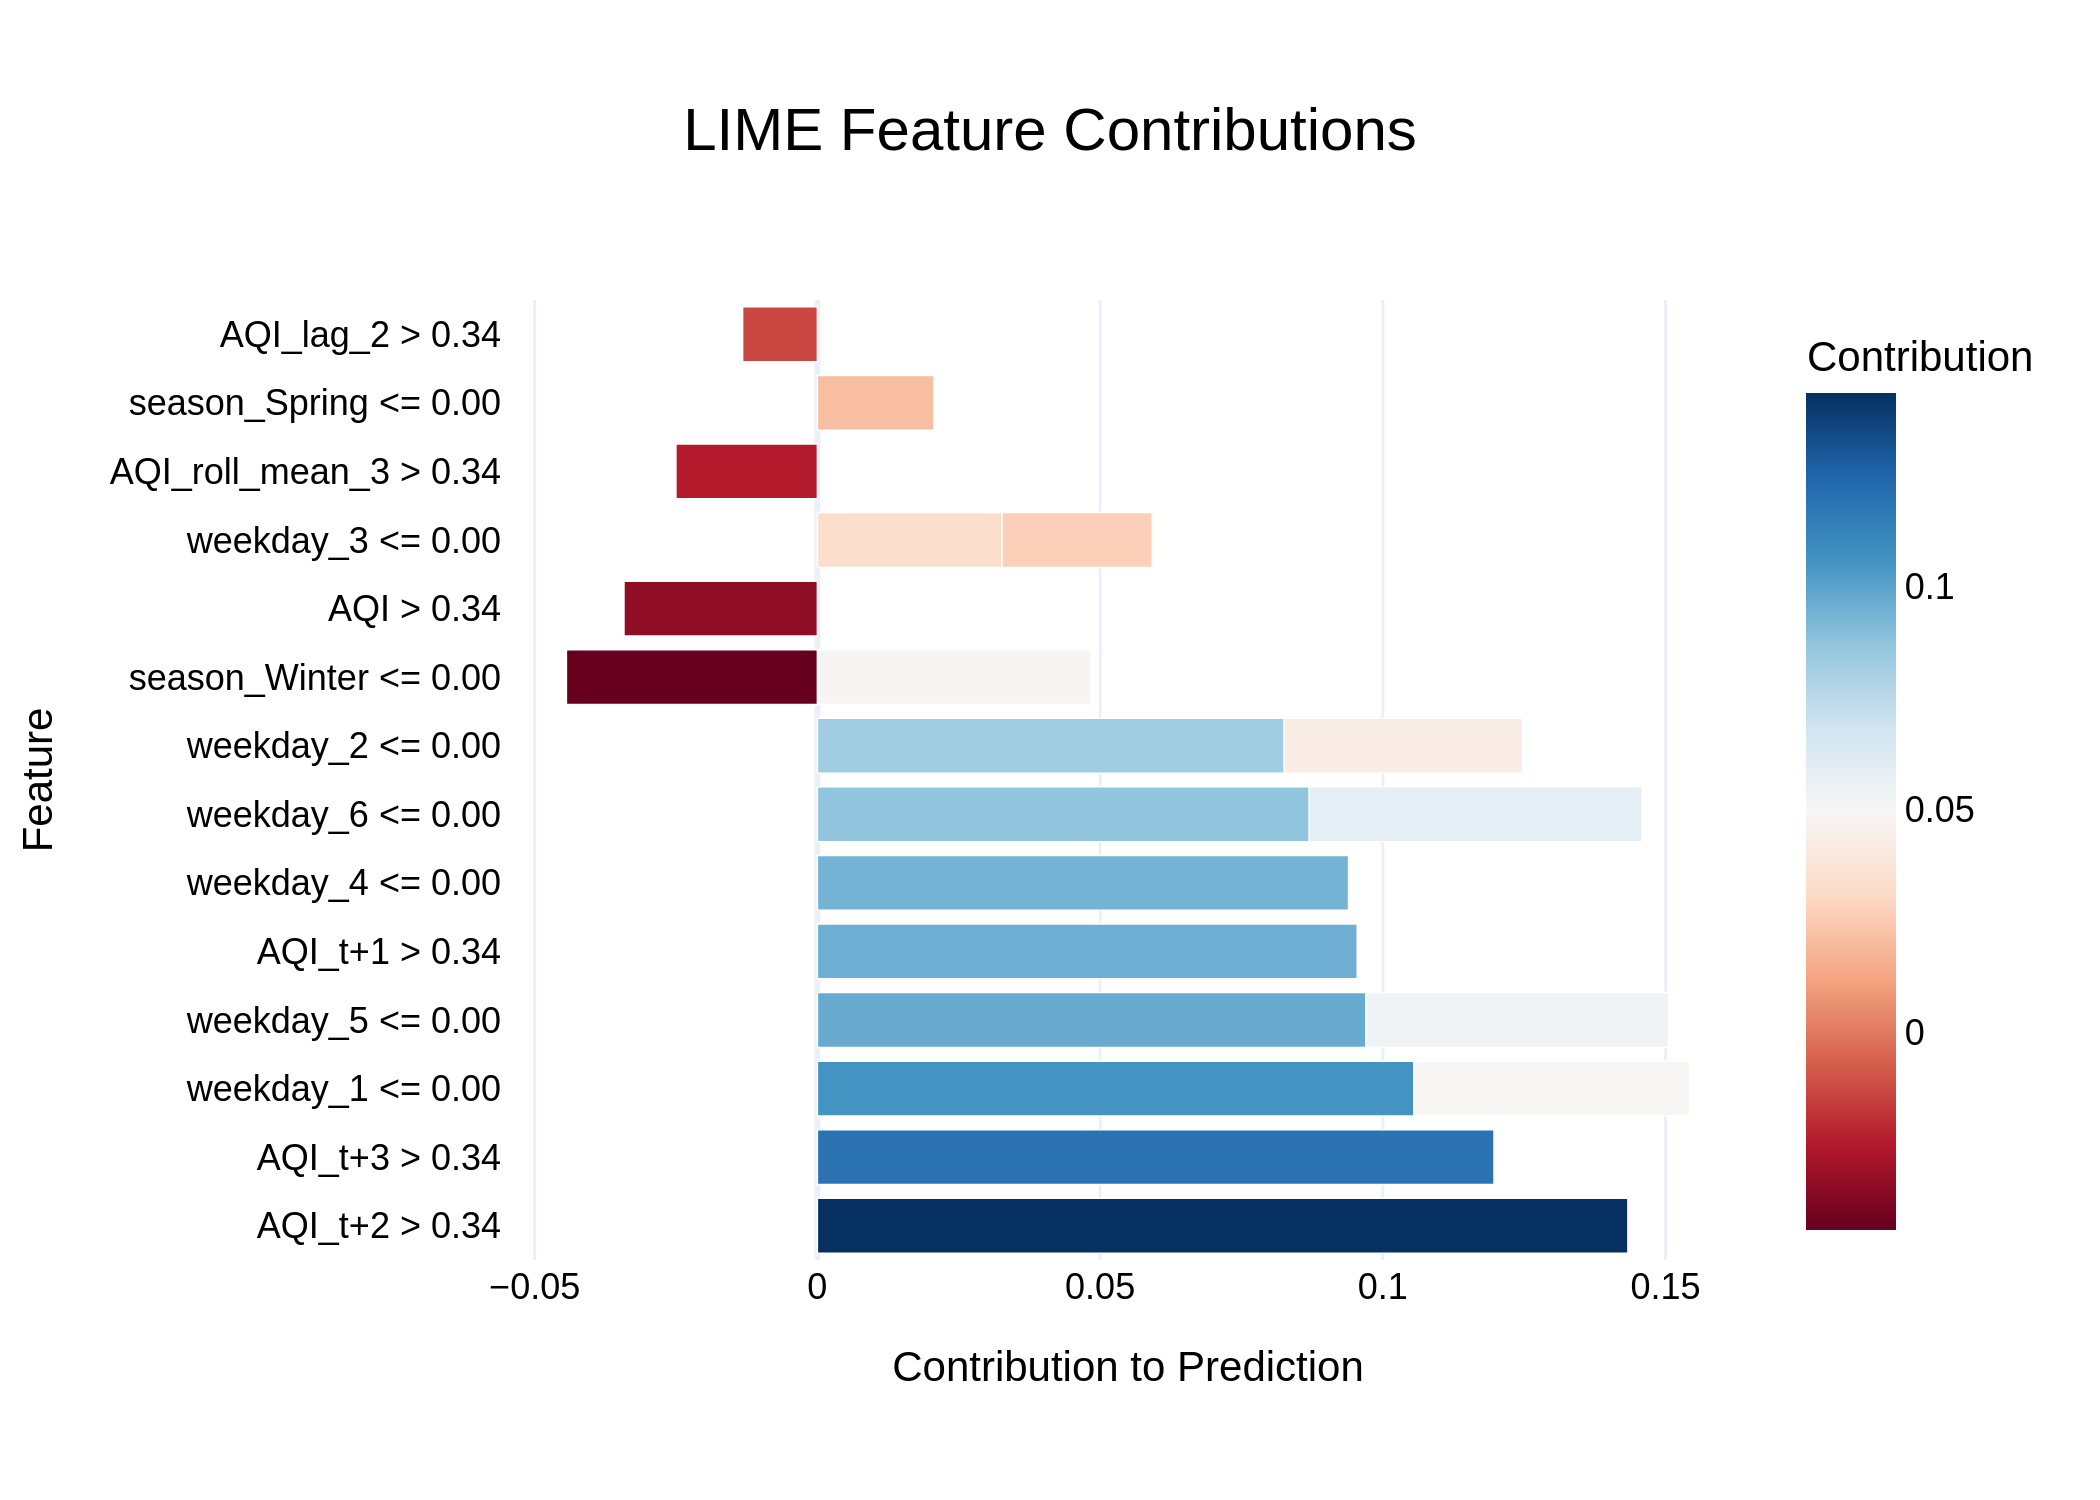 LIME Feature Contributions
AQI_lag_2 > 0.34
season_Spring <= 0.00
AQI_roll_mean_3 > 0.34
weekday_3 <= 0.00
AQI > 0.34
season_Winter <= 0.00
weekday_2 <= 0.00
weekday_6 <= 0.00
weekday_4 <= 0.00
AQI_t+1 > 0.34
weekday_5 <= 0.00
weekday_1 <= 0.00
AQI_t+3 > 0.34
AQI_t+2 > 0.34
Feature
−0.05
0
0.05
0.1
0.15
Contribution to Prediction
Contribution
0.1
0.05
0